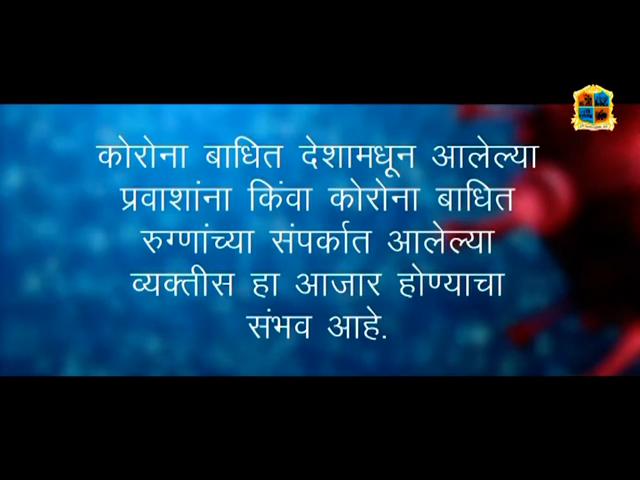 कोरोना बाधित देशामधून आलेल्या
प्रवाशांना किंवा कोरोना बाधित
रुग्णांच्या संपर्कात आलेल्या
व्यक्तीस हा आजार होण्याचा
संभव आहे.